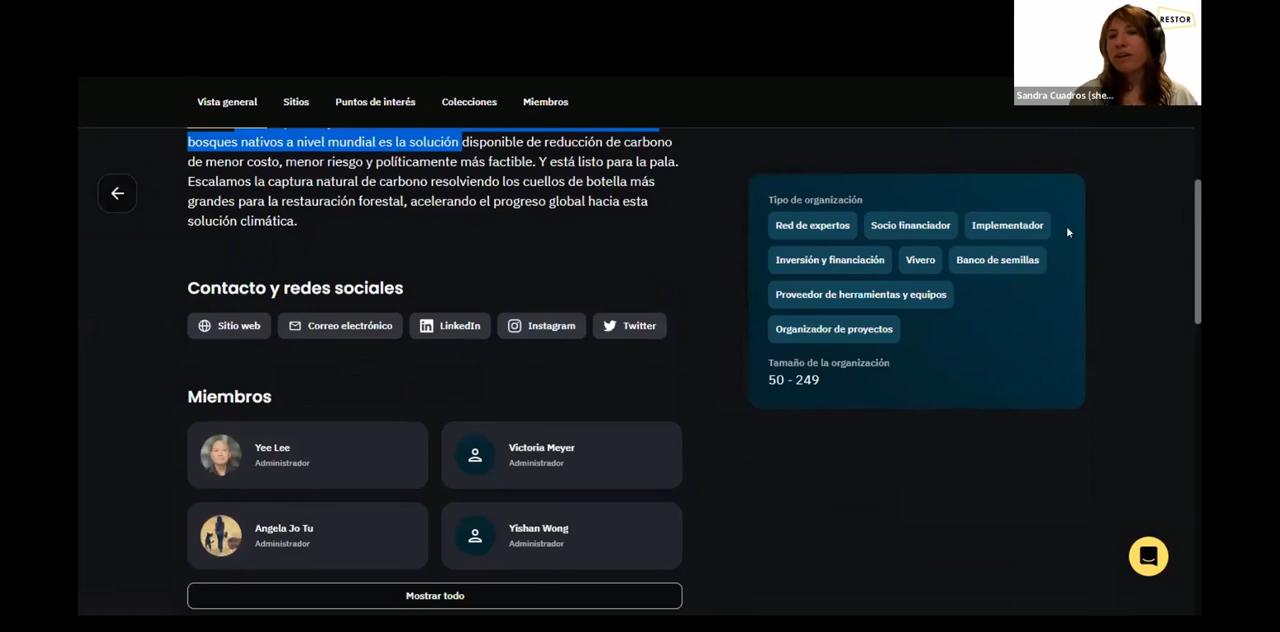 RESTOR
Sandra Cuadros (she...
Vista general Sitios Puntos de interés Colecciones Miembros
bosques nativos a nivel mundial es la solución disponible de reducción de carbono
de menor costo, menor riesgo y políticamente más factible. Y está listo para la pala.
Escalamos la captura natural de carbono resolviendo los cuellos de botella más
grandes para la restauración forestal, acelerando el progreso global hacia esta
solución climática.
Tipo de organización
Red de expertos Socio financiador Implementador
Inversión y financiación Vivero Banco de semillas
Proveedor de herramientas y equipos
Organizador de proyectos
Tamaño de la organización
50 - 249
Contacto y redes sociales
Sitio web Correo electrónico LinkedIn Instagram Twitter
Miembros
Yee Lee
Administrador
Victoria Meyer
Administrador
Angela Jo Tu
Administrador
Yishan Wong
Administrador
Mostrar todo